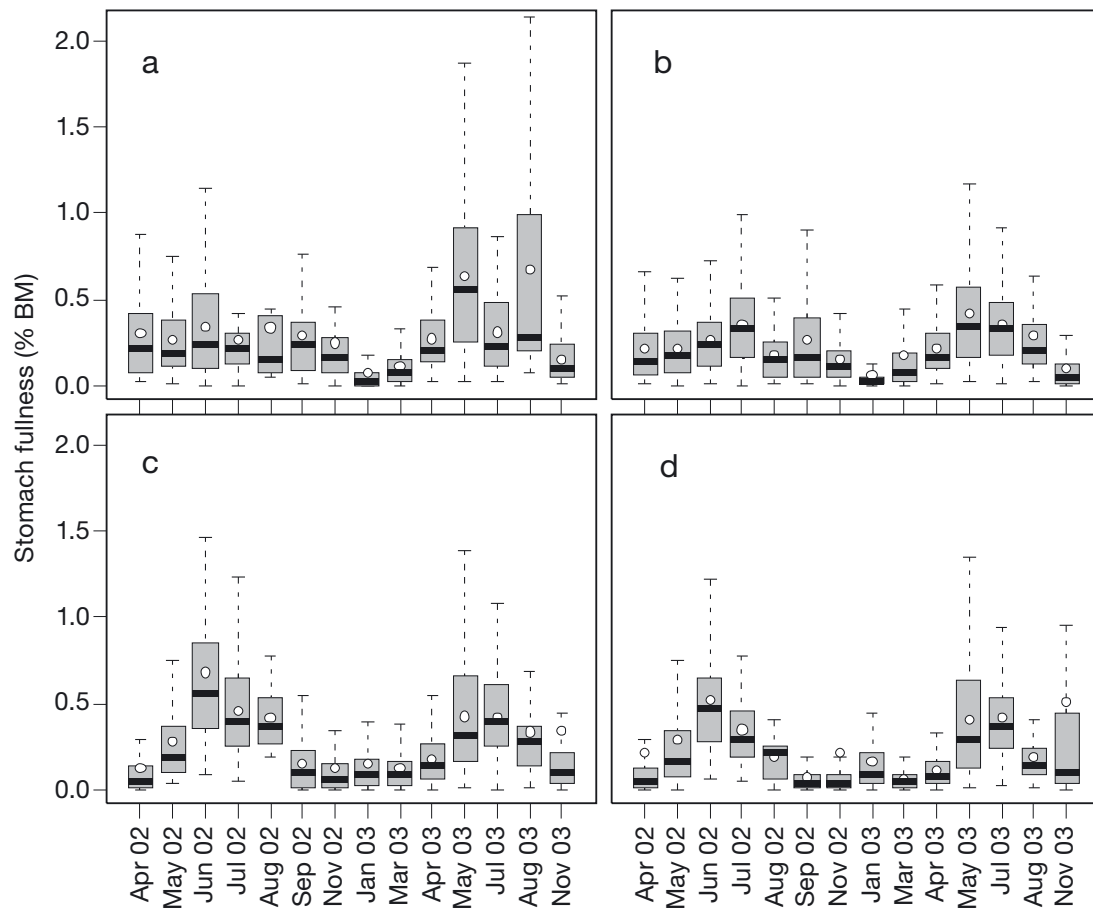 Stomach fullness (% BM)
2.0
1.5
1.0
0.5
0.0
a
b
2.0
1.5
1.0
0.5
0.0
c
d
Apr 02
May 02
Jun 02
Jul 02
Aug 02
Sep 02
Nov 02
Jan 03
Mar 03
Apr 03
May 03
Jul 03
Aug 03
Nov 03
Apr 02
May 02
Jun 02
Jul 02
Aug 02
Sep 02
Nov 02
Jan 03
Mar 03
Apr 03
May 03
Jul 03
Aug 03
Nov 03